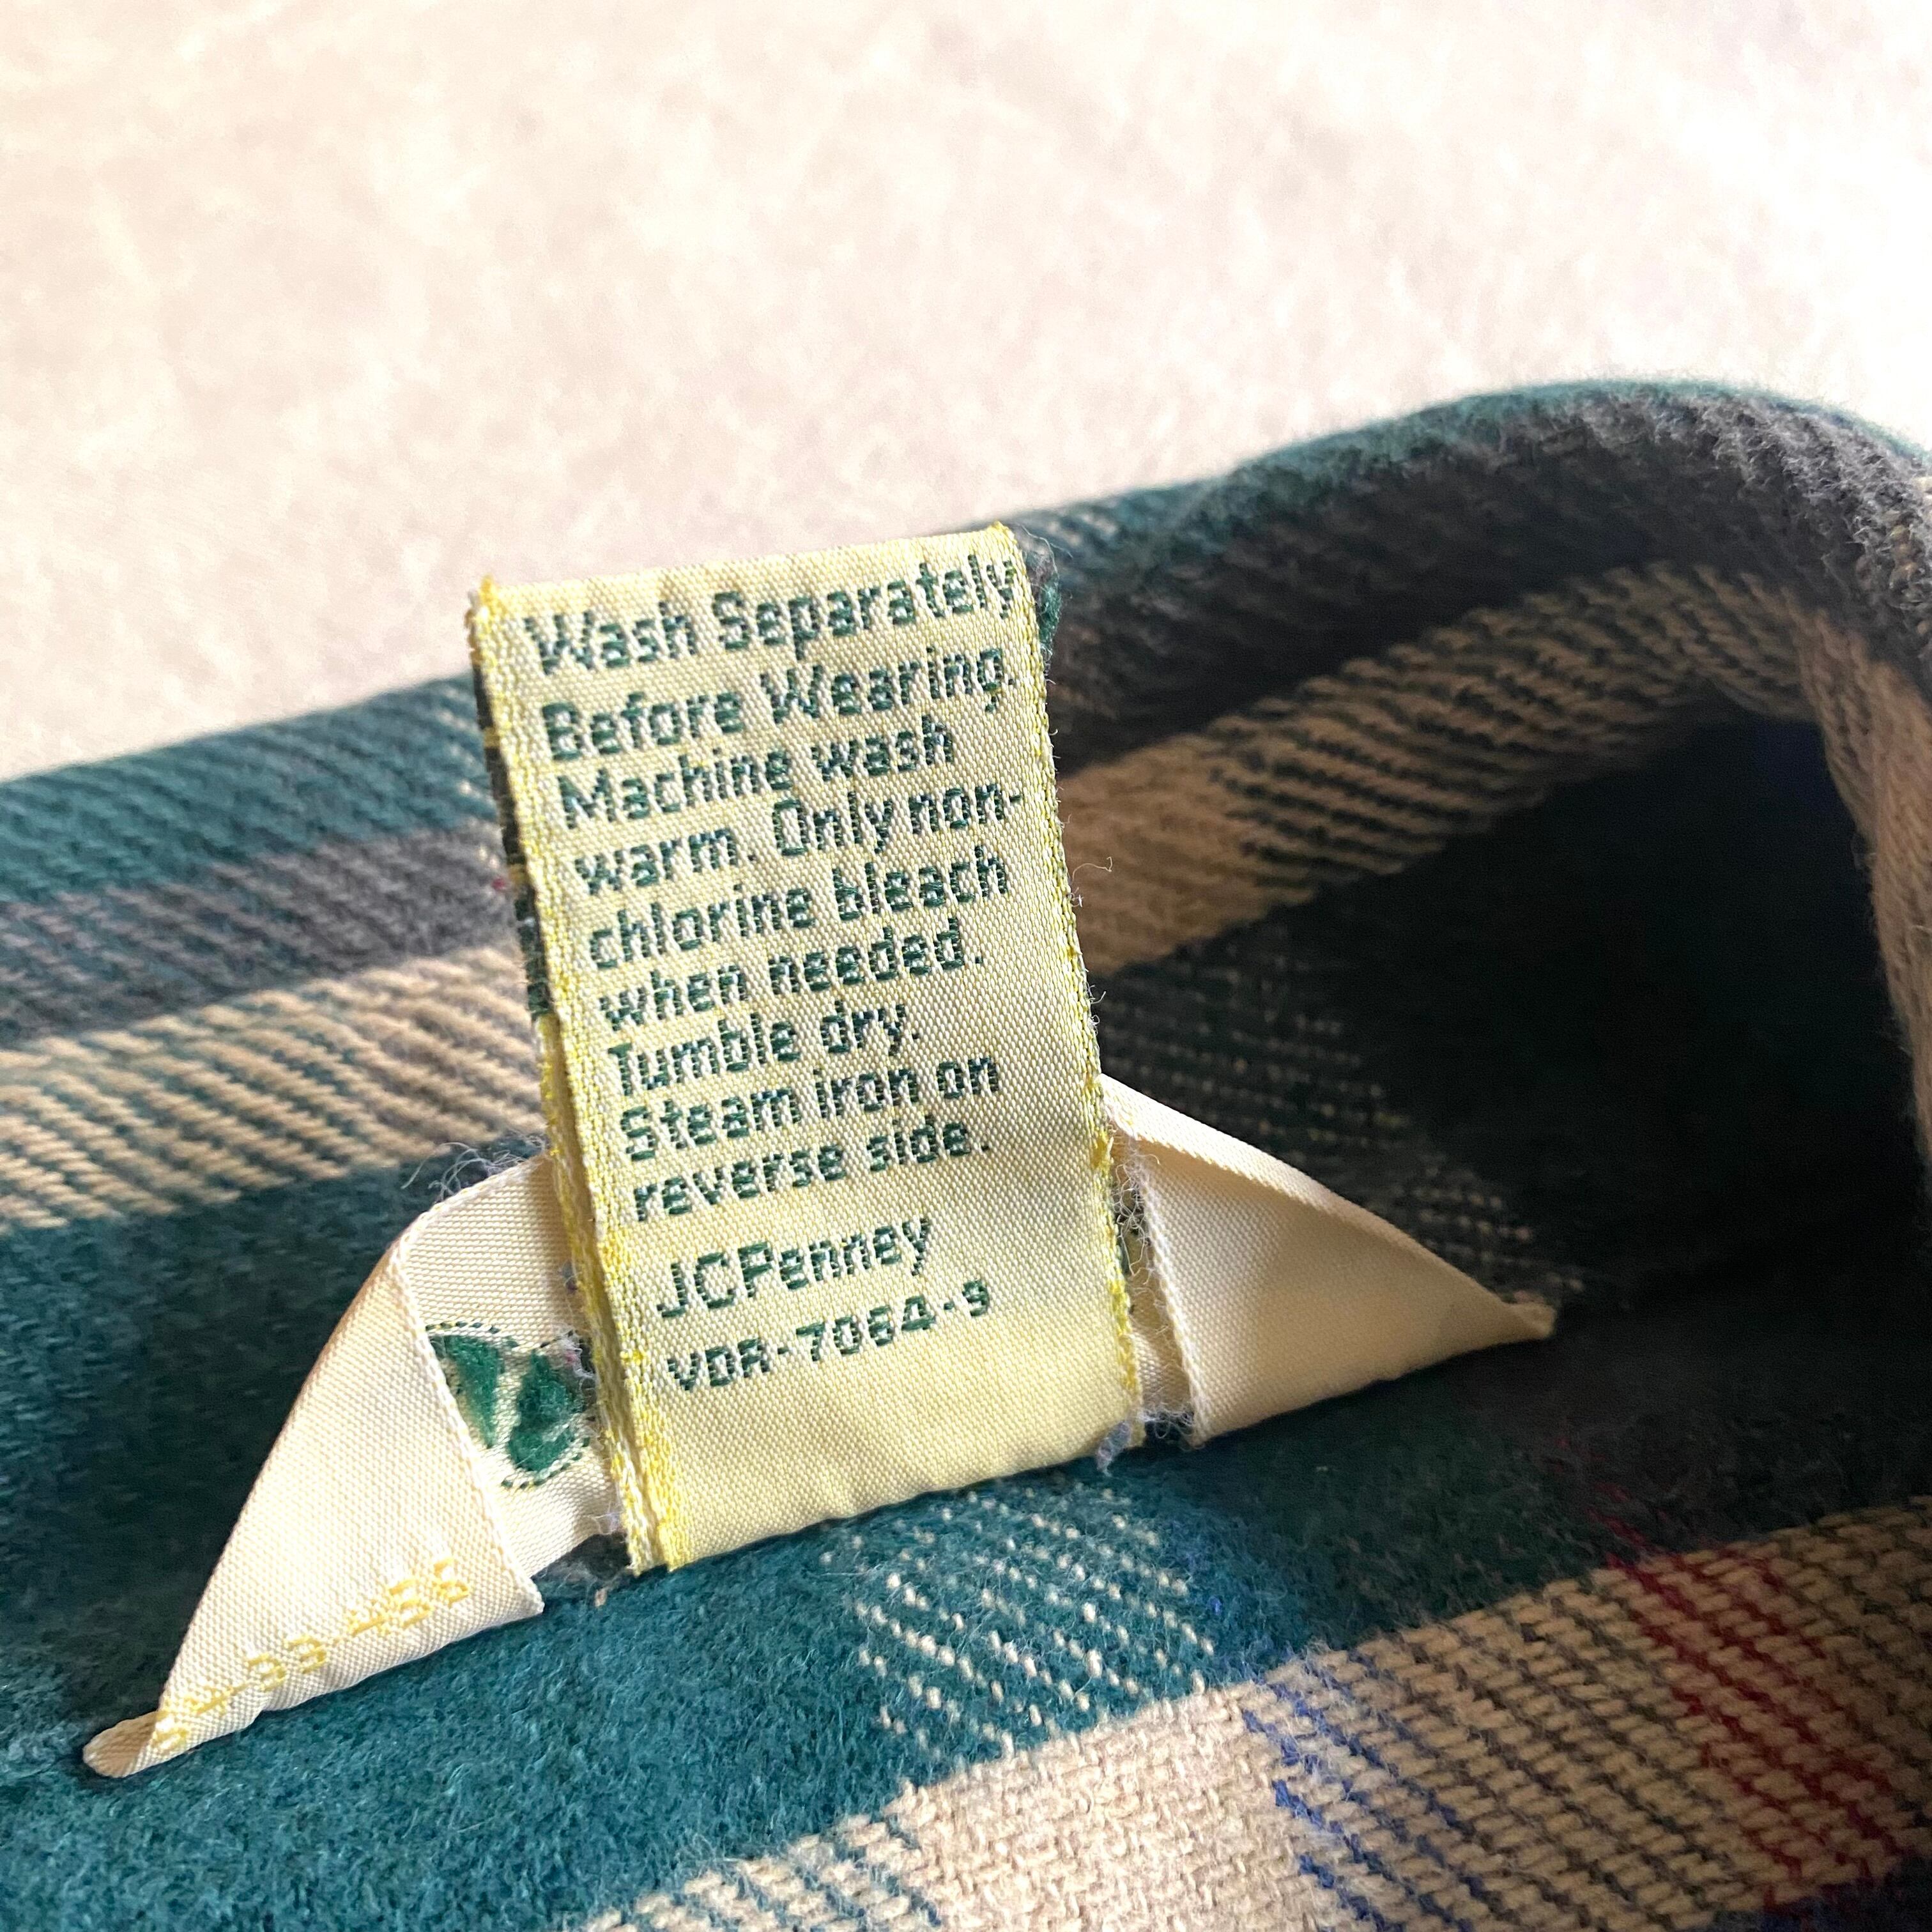 Wash Separately
Before Wearing.
Machine wash
warm. Only non-
chlorine bleach
when needed.
Tumble dry.
Steam iron on
reverse side.
JCPenney
VDR-7064-9